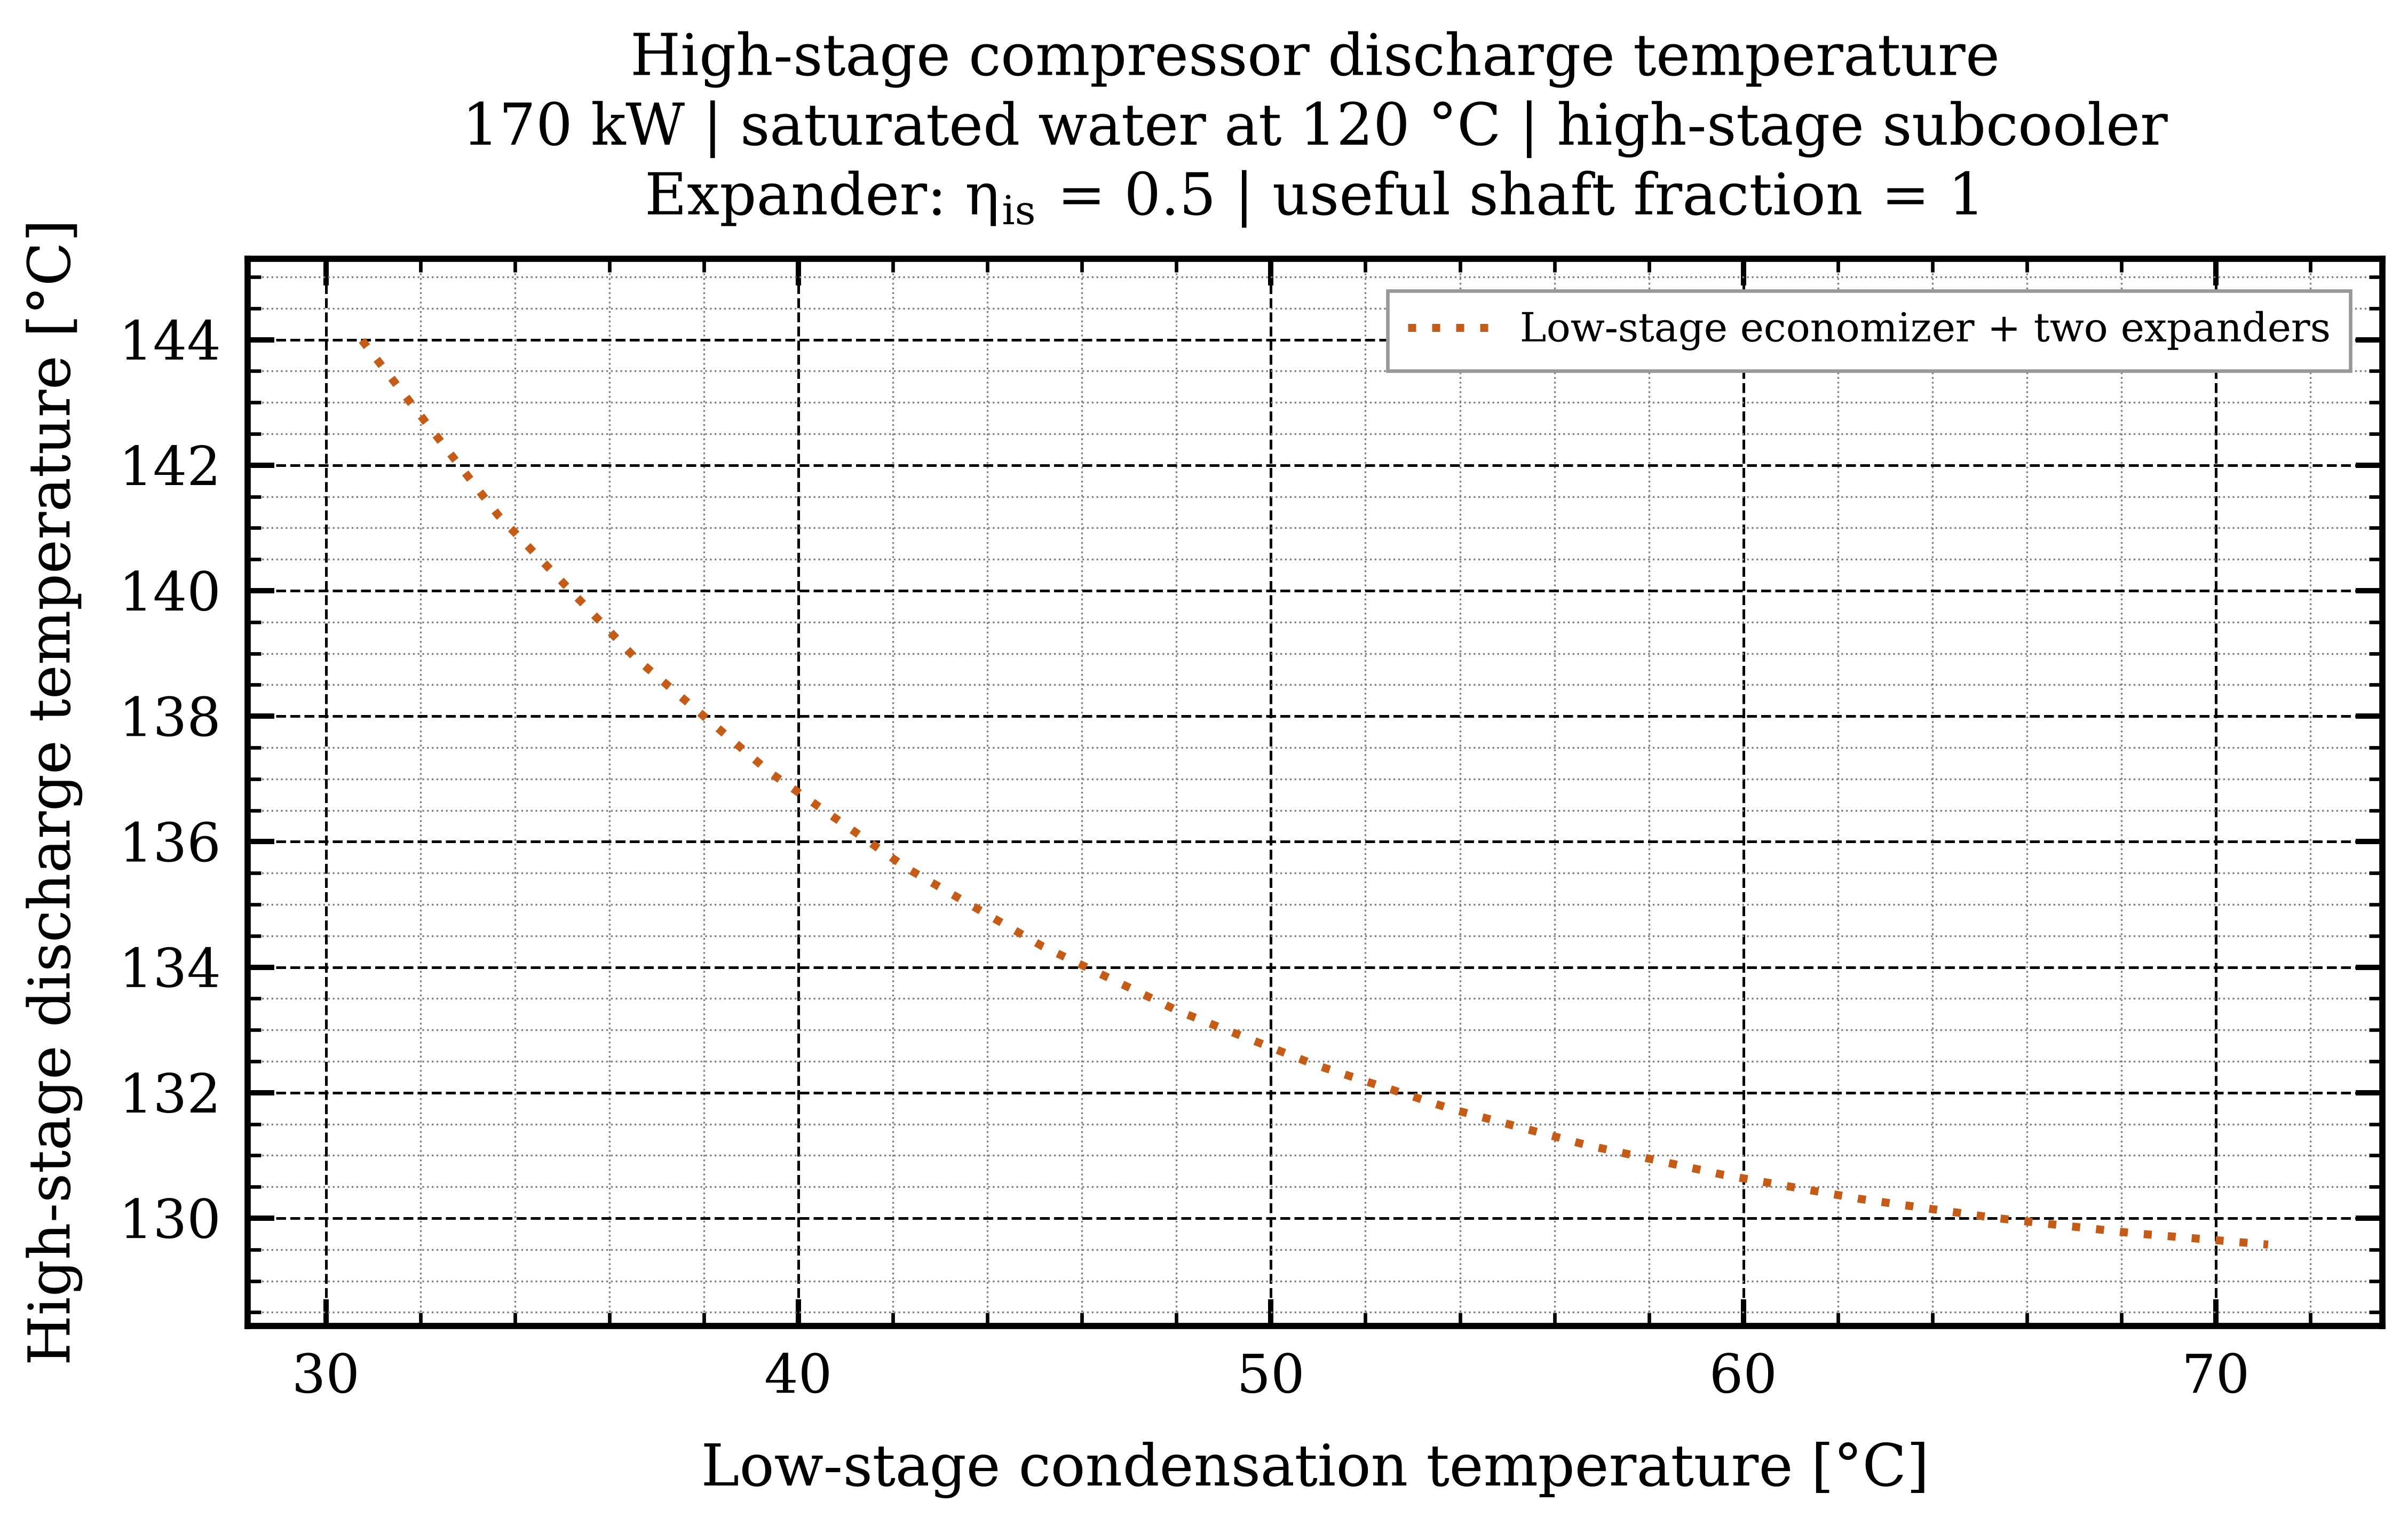 High-stage compressor discharge temperature
170 kW | saturated water at 120 °C | high-stage subcooler
Expander: ηis = 0.5 | useful shaft fraction = 1
High-stage discharge temperature [°C]
144
142
140
138
136
134
132
130
Low-stage economizer + two expanders
30 40 50 60 70
Low-stage condensation temperature [°C]